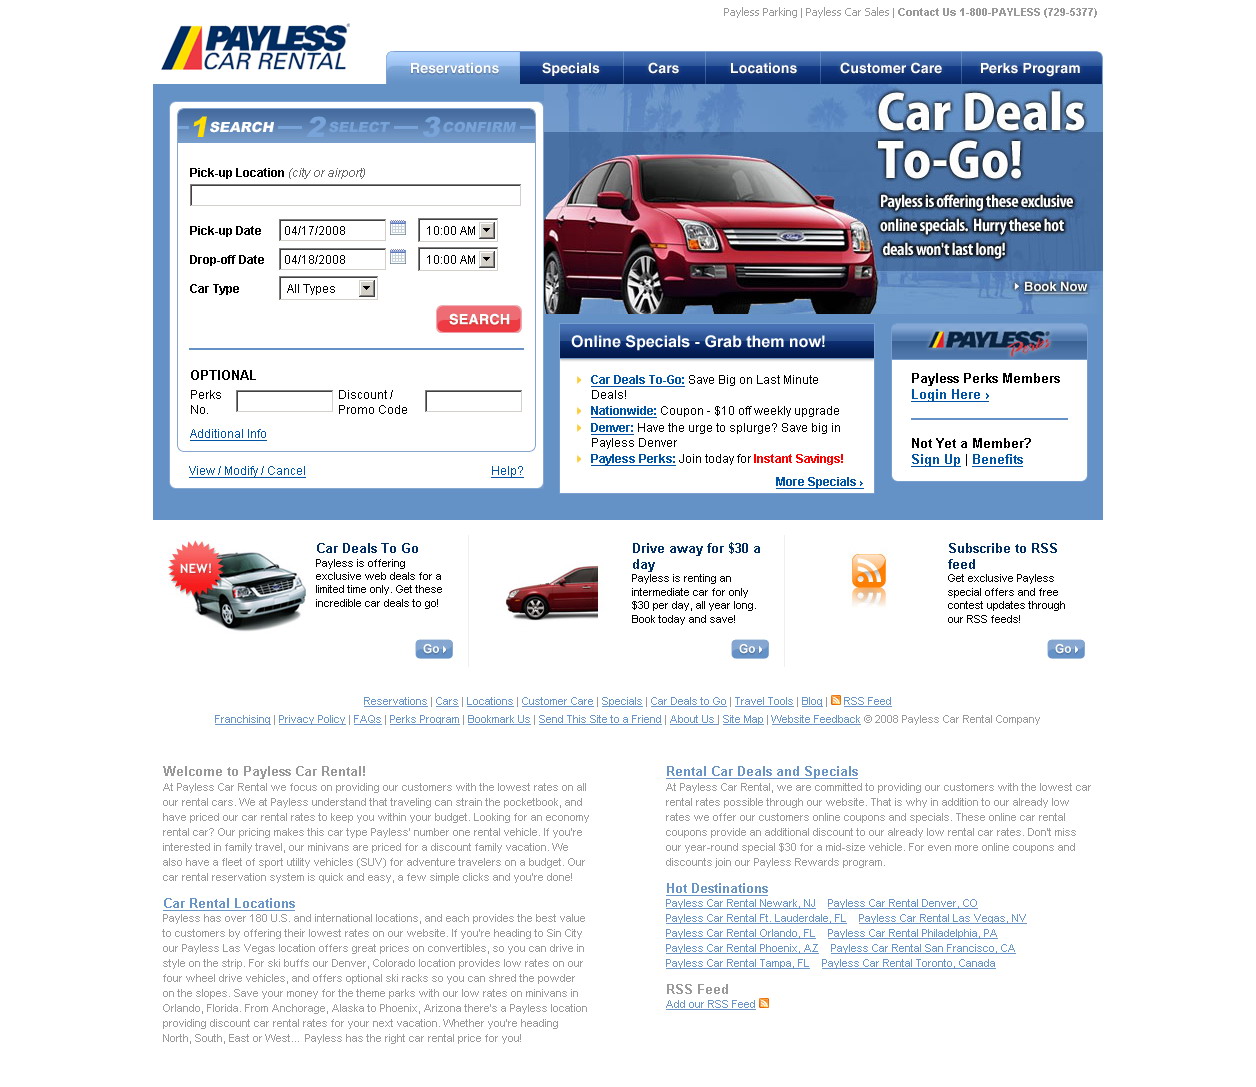 Payless Parking | Payless Car Sales | Contact Us 1-800-PAYLESS (729-5377)
PAYLESS
CAR RENTAL
Reservations Specials Cars Locations Customer Care Perks Program
1 SEARCH 2 SELECT 3 CONFIRM
Pick-up Location (city or airport)
Pick-up Date 04/17/2008 10:00 AM
Drop-off Date 04/18/2008 10:00 AM
Car Type All Types
SEARCH
OPTIONAL
Perks No. Discount / Promo Code
Additional Info
View / Modify / Cancel Help?
Car Deals
To-Go!
Payless is offering these exclusive
online specials. Hurry these hot
deals won't last long!
Book Now
Online Specials - Grab them now!
Car Deals To-Go: Save Big on Last Minute
Deals!
Nationwide: Coupon - $10 off weekly upgrade
Denver: Have the urge to splurge? Save big in
Payless Denver
Payless Perks: Join today for Instant Savings!
More Specials ›
PAYLESS Perks
Payless Perks Members
Login Here ›
Not Yet a Member?
Sign Up | Benefits
NEW!
Car Deals To Go
Payless is offering
exclusive web deals for a
limited time only. Get these
incredible car deals to go!
Go
Drive away for $30 a
day
Payless is renting an
intermediate car for only
$30 per day, all year long.
Book today and save!
Go
Subscribe to RSS
feed
Get exclusive Payless
special offers and free
contest updates through
our RSS feeds!
Go
Reservations | Cars | Locations | Customer Care | Specials | Car Deals to Go | Travel Tools | Blog | RSS Feed
Franchising | Privacy Policy | FAQs | Perks Program | Bookmark Us | Send This Site to a Friend | About Us | Site Map | Website Feedback © 2008 Payless Car Rental Company
Welcome to Payless Car Rental!
At Payless Car Rental we focus on providing our customers with the lowest rates on all
our rental cars. We at Payless understand that traveling can strain the pocketbook, and
have priced our car rental rates to keep you within your budget. Looking for an economy
rental car? Our pricing makes this car type Payless' number one rental vehicle. If you're
interested in family travel, our minivans are priced for a discount family vacation. We
also have a fleet of sport utility vehicles (SUV) for adventure travelers on a budget. Our
car rental reservation system is quick and easy, a few simple clicks and you're done!
Car Rental Locations
Payless has over 180 U.S. and international locations, and each provides the best value
to customers by offering their lowest rates on our website. If you're heading to Sin City
our Payless Las Vegas location offers great prices on convertibles, so you can drive in
style on the strip. For ski buffs our Denver, Colorado location provides low rates on our
four wheel drive vehicles, and offers optional ski racks so you can shred the powder
on the slopes. Save your money for the theme parks with our low rates on minivans in
Orlando, Florida. From Anchorage, Alaska to Phoenix, Arizona there's a Payless location
providing discount car rental rates for your next vacation. Whether you're heading
North, South, East or West... Payless has the right car rental price for you!
Rental Car Deals and Specials
At Payless Car Rental, we are committed to providing our customers with the lowest car
rental rates possible through our website. That is why in addition to our already low
rates we offer our customers online coupons and specials. These online car rental
coupons provide an additional discount to our already low rental car rates. Don't miss
our year-round special $30 for a mid-size vehicle. For even more online coupons and
discounts join our Payless Rewards program.
Hot Destinations
Payless Car Rental Newark, NJ Payless Car Rental Denver, CO
Payless Car Rental Ft. Lauderdale, FL Payless Car Rental Las Vegas, NV
Payless Car Rental Orlando, FL Payless Car Rental Philadelphia, PA
Payless Car Rental Phoenix, AZ Payless Car Rental San Francisco, CA
Payless Car Rental Tampa, FL Payless Car Rental Toronto, Canada
RSS Feed
Add our RSS Feed